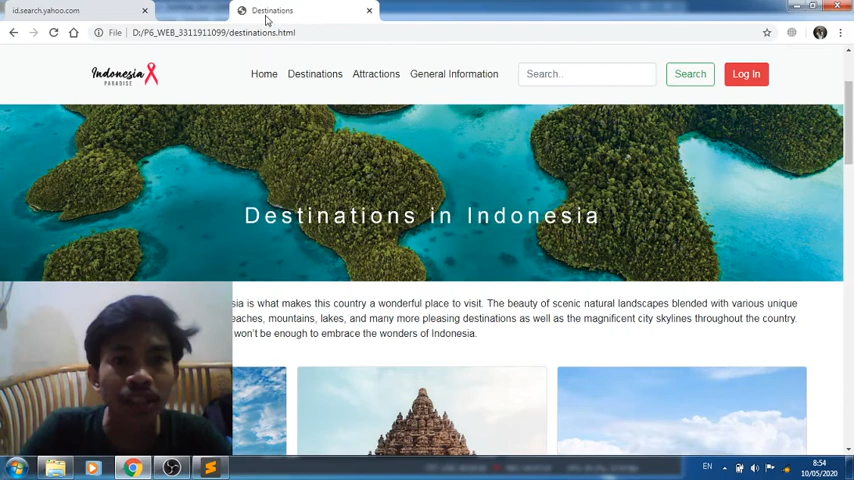 id.search.yahoo.com
Destinations
File D:/P6_WEB_3311911099/destinations.html
Indonesia
PARADISE
Home Destinations Attractions General Information Search.. Search Log In
Destinations in Indonesia
sia is what makes this country a wonderful place to visit. The beauty of scenic natural landscapes blended with various unique
eaches, mountains, lakes, and many more pleasing destinations as well as the magnificent city skylines throughout the country.
won't be enough to embrace the wonders of Indonesia.
EN
8:54
10/05/2020